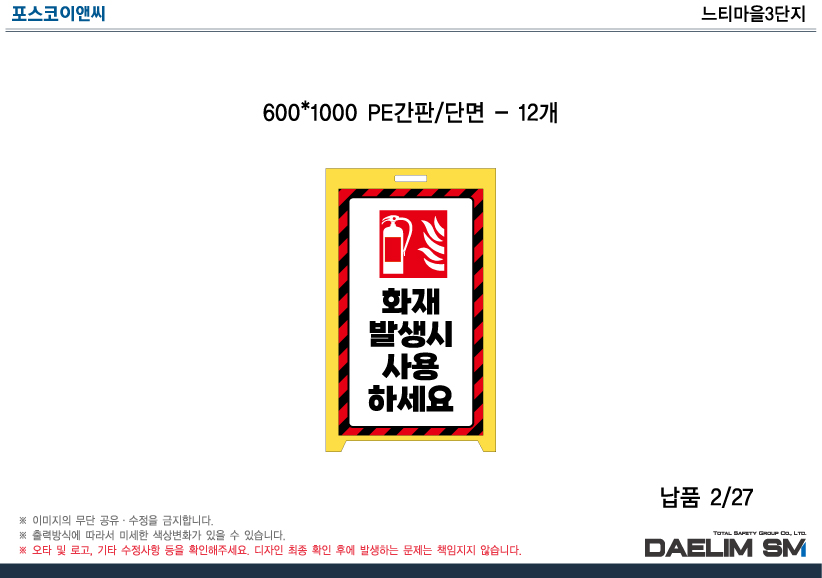 포스코이앤씨
느티마을3단지
600*1000 PE간판/단면 - 12개
화재
발생시
사용
하세요
납품 2/27
※ 이미지의 무단 공유·수정을 금지합니다.
※ 출력방식에 따라서 미세한 색상변화가 있을 수 있습니다.
※ 오타 및 로고, 기타 수정사항 등을 확인해주세요. 디자인 최종 확인 후에 발생하는 문제는 책임지지 않습니다.
TOTAL SAFETY GROUP CO., LTD.
DAELIM SM